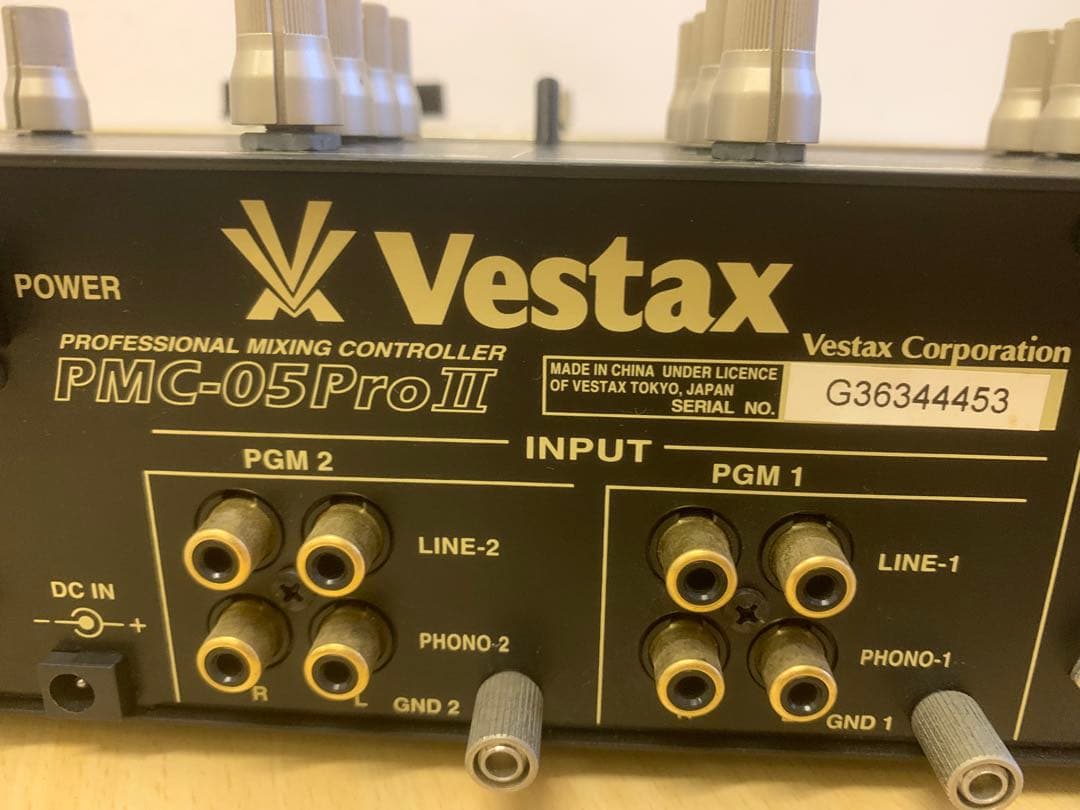 POWER
Vestax
PROFESSIONAL MIXING CONTROLLER
PMC-05ProII
Vestax Corporation
MADE IN CHINA UNDER LICENCE
OF VESTAX TOKYO, JAPAN
SERIAL NO.
G36344453
INPUT
PGM 2
PGM 1
LINE-2
LINE-1
DC IN
- +
PHONO-2
PHONO-1
R
L
GND 2
GND 1